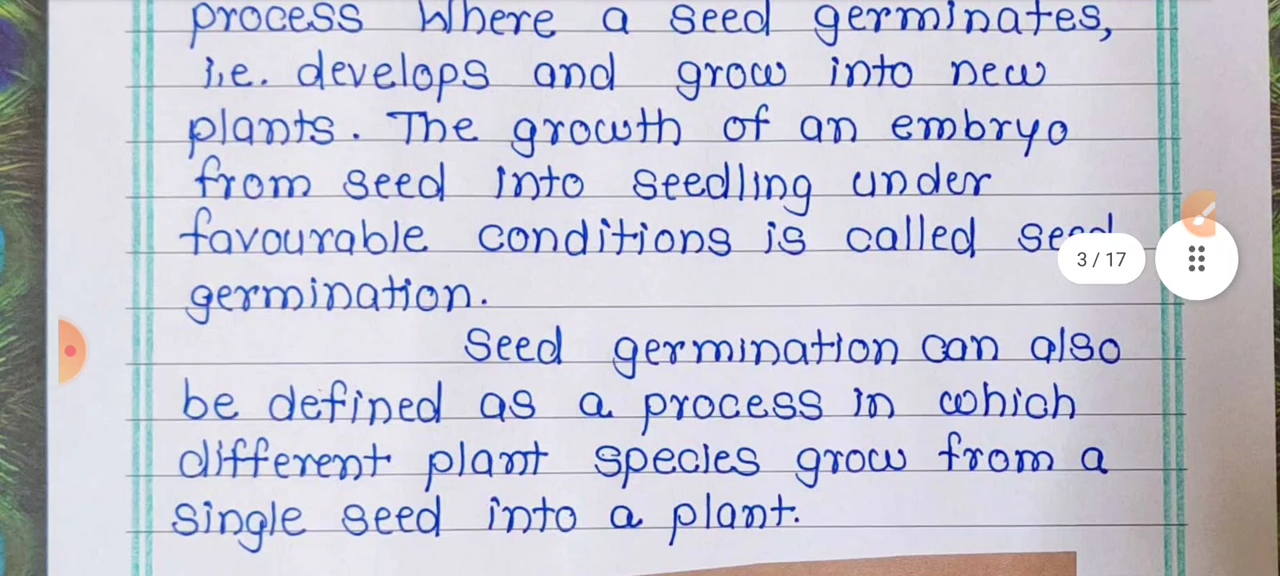 process where a seed germinates,
i.e. develops and grow into new
plants. The growth of an embryo
from seed into seedling under
favourable conditions is called seed
3 / 17
germination.
Seed germination can also
be defined as a process in which
different plant species grow from a
single seed into a plant.